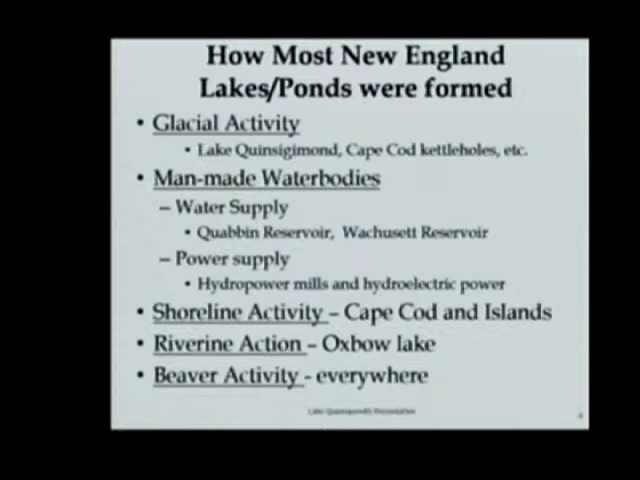 How Most New England
Lakes/Ponds were formed
• Glacial Activity
• Lake Quinsigimond, Cape Cod kettleholes, etc.
• Man-made Waterbodies
– Water Supply
• Quabbin Reservoir, Wachusett Reservoir
– Power supply
• Hydropower mills and hydroelectric power
• Shoreline Activity – Cape Cod and Islands
• Riverine Action – Oxbow lake
• Beaver Activity - everywhere
Lake Presentation